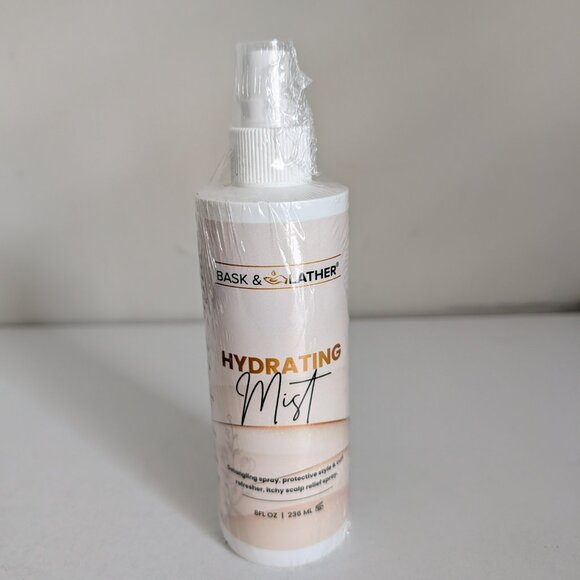 BASK & LATHER®
HYDRATING
Mist
Detangling spray, protective style & curl
refresher, itchy scalp relief spray.
8FL OZ | 236 ML